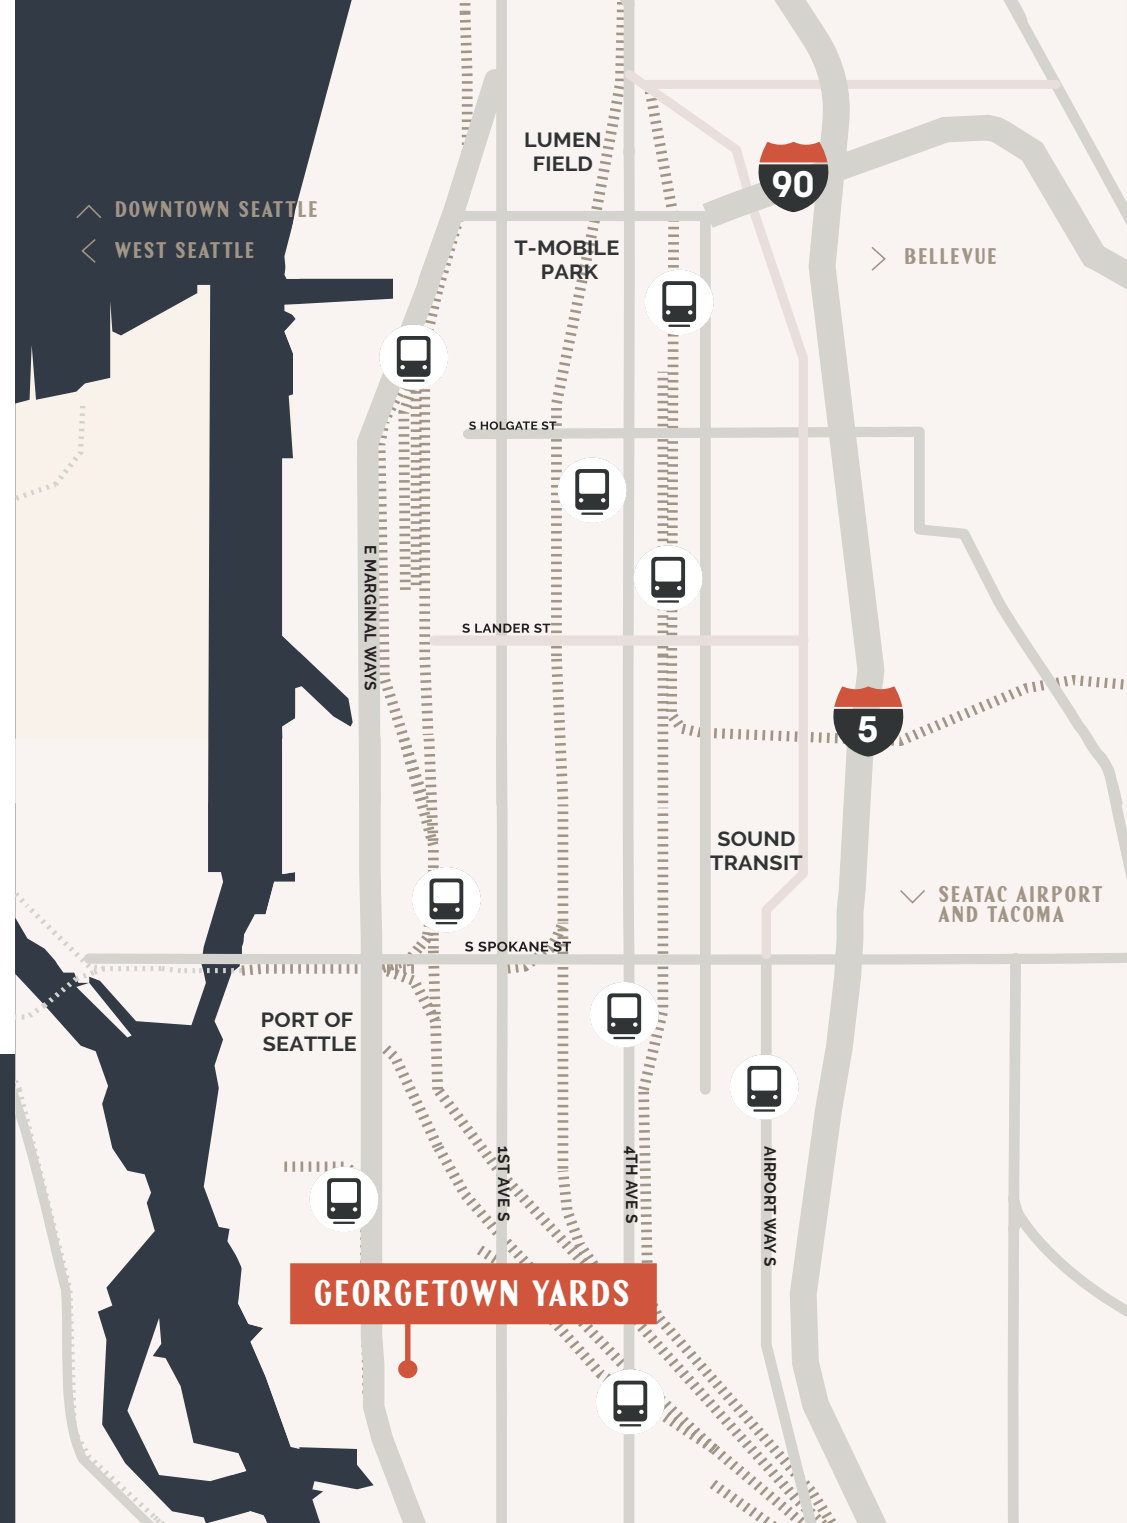 LUMEN
FIELD
90
DOWNTOWN SEATTLE
WEST SEATTLE
T-MOBILE
PARK
BELLEVUE
S HOLGATE ST
E MARGINAL WAYS
S LANDER ST
5
SOUND
TRANSIT
SEATAC AIRPORT
AND TACOMA
S SPOKANE ST
PORT OF
SEATTLE
1ST AVE S
4TH AVE S
AIRPORT WAY S
GEORGETOWN YARDS